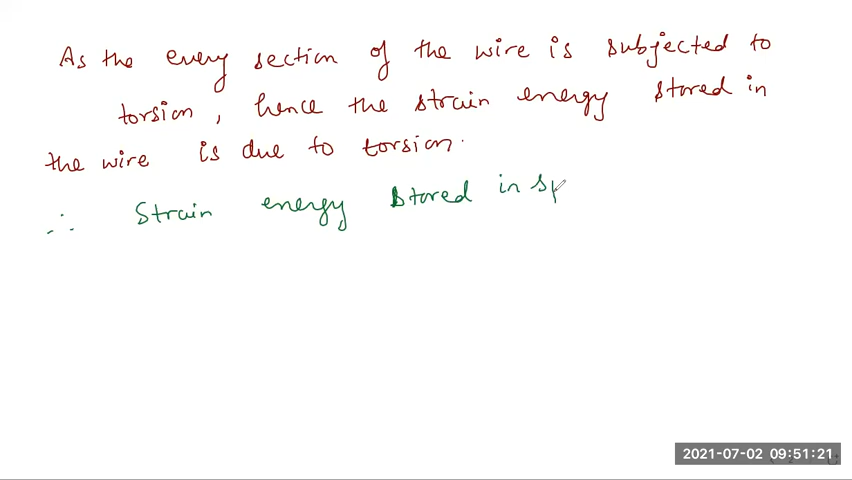 As the every section of the wire is subjected to
torsion, hence the strain energy stored in
the wire is due to torsion.
∴ Strain energy stored in sp
2021-07-02 09:51:21